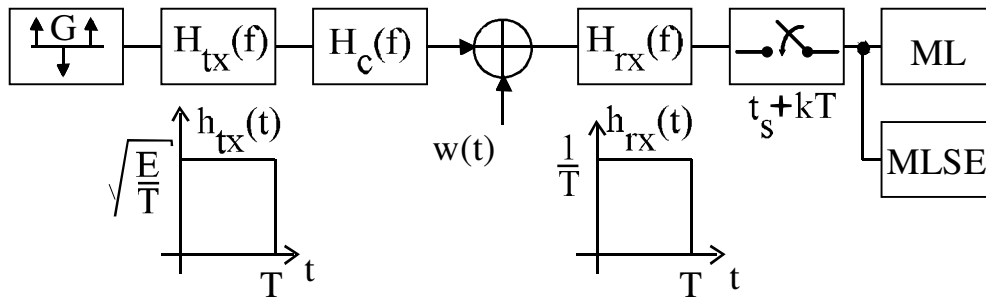 G
H_tx(f)
H_c(f)
H_rx(f)
ML
t_s+kT
h_tx(t)
√E/T
T
t
w(t)
h_rx(t)
1/T
T
t
MLSE